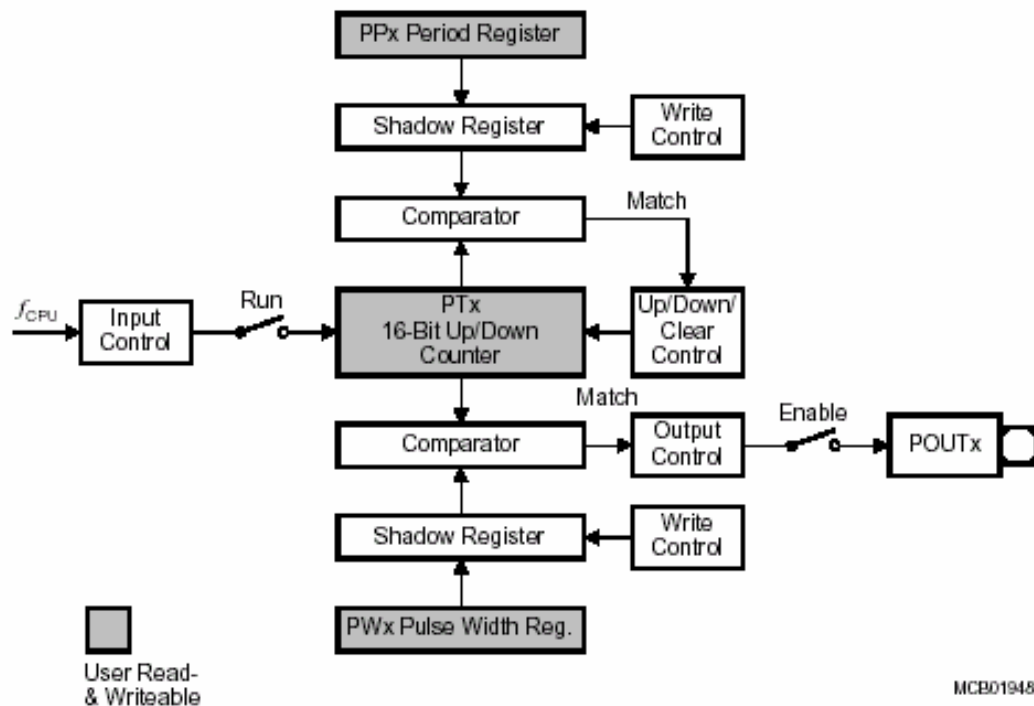 PPx Period Register
Shadow Register
Write
Control
Comparator
Match
fCPU
Input
Control
Run
PTx
16-Bit Up/Down
Counter
Up/Down/
Clear
Control
Match
Comparator
Output
Control
Enable
POUTx
Shadow Register
Write
Control
PWx Pulse Width Reg.
User Read-
& Writeable
MCB01948